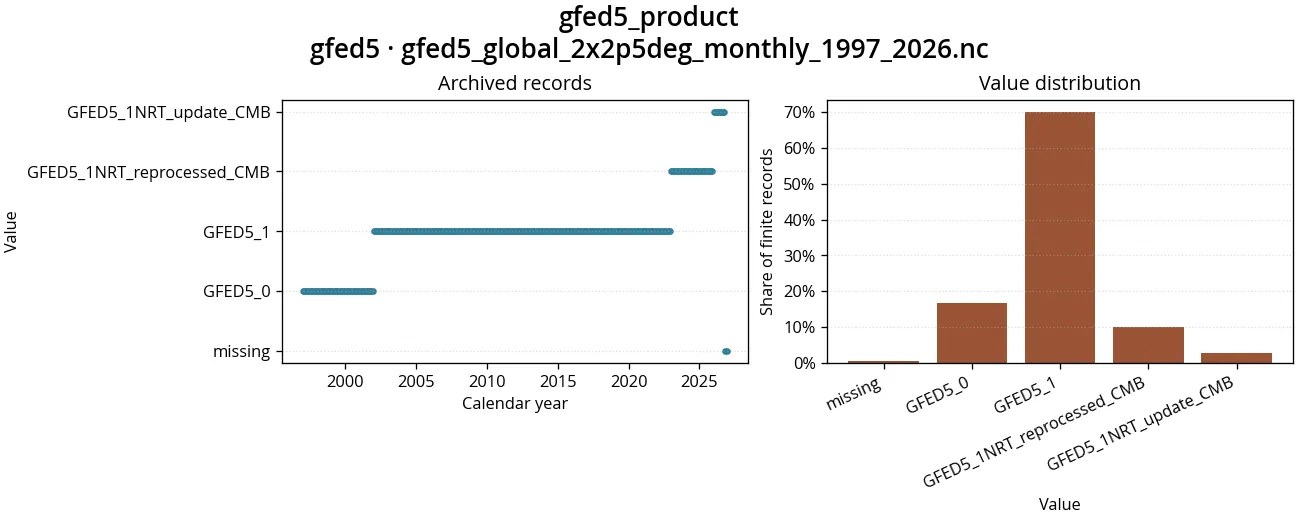 gfed5_product
gfed5 · gfed5_global_2x2p5deg_monthly_1997_2026.nc
Archived records
Value
GFED5_1NRT_update_CMB
GFED5_1NRT_reprocessed_CMB
GFED5_1
GFED5_0
missing
2000 2005 2010 2015 2020 2025
Calendar year
Value distribution
Share of finite records
70%
60%
50%
40%
30%
20%
10%
0%
missing
GFED5_0
GFED5_1
GFED5_1NRT_reprocessed_CMB
GFED5_1NRT_update_CMB
Value